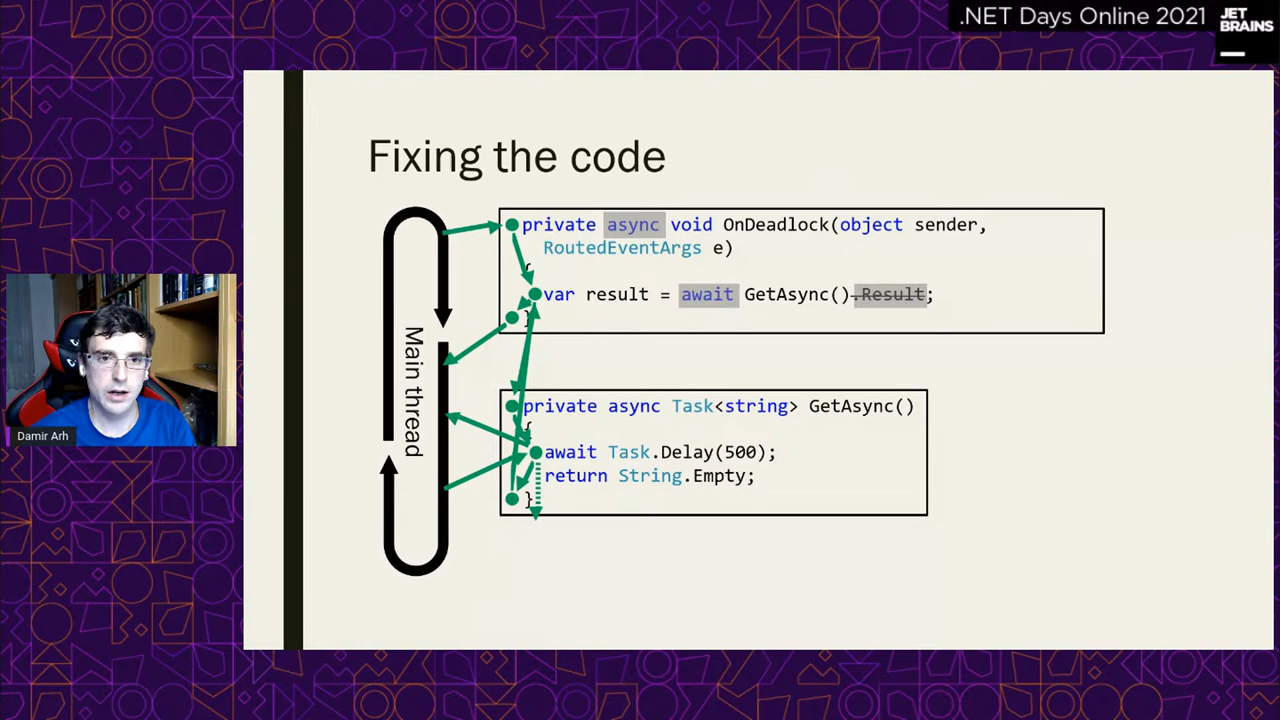 .NET Days Online 2021
JET
BRAINS
Fixing the code
private async void OnDeadlock(object sender,
RoutedEventArgs e)
{
var result = await GetAsync().Result;
}
Main thread
private async Task<string> GetAsync()
{
await Task.Delay(500);
return String.Empty;
}
Damir Arh